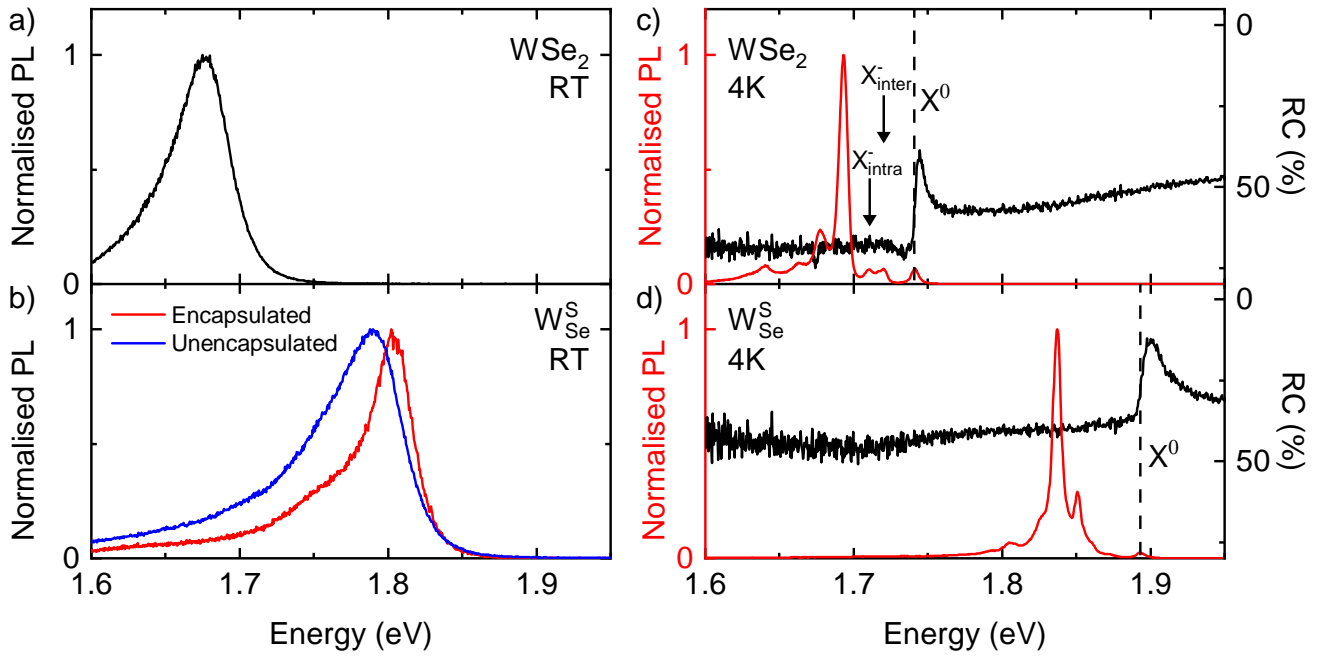 a)
Normalised PL
1
0
WSe₂
RT
b)
Normalised PL
1
0
Encapsulated
Unencapsulated
W^S_Se
RT
1.6 1.7 1.8 1.9
Energy (eV)
c)
Normalised PL
1
0
WSe₂
4K
X⁻_inter
X⁻_intra
X⁰
0
50
RC (%)
d)
Normalised PL
1
0
W^S_Se
4K
X⁰
0
50
RC (%)
1.6 1.7 1.8 1.9
Energy (eV)